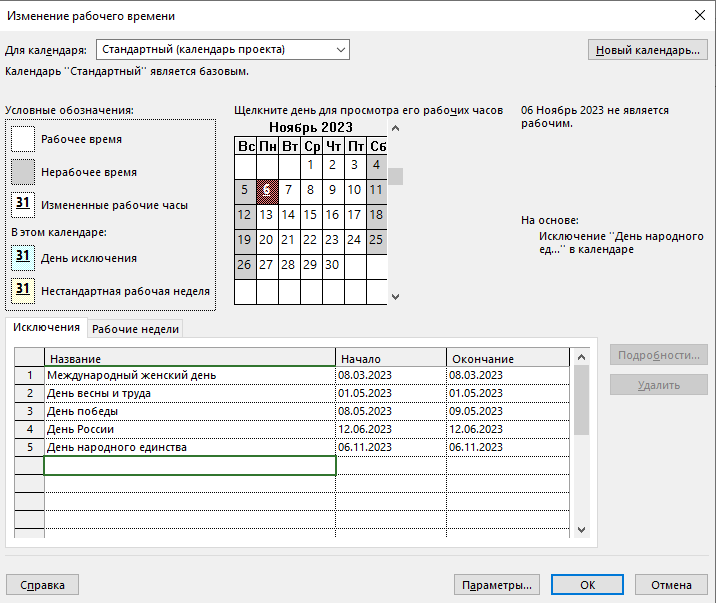 Изменение рабочего времени
Для календаря: Стандартный (календарь проекта) Новый календарь...
Календарь "Стандартный" является базовым.
Условные обозначения:
Рабочее время
Нерабочее время
31 Измененные рабочие часы
В этом календаре:
31 День исключения
31 Нестандартная рабочая неделя
Щелкните день для просмотра его рабочих часов
Ноябрь 2023
Вс Пн Вт Ср Чт Пт Сб
1 2 3 4
5 6 7 8 9 10 11
12 13 14 15 16 17 18
19 20 21 22 23 24 25
26 27 28 29 30
06 Ноябрь 2023 не является
рабочим.
На основе:
Исключение "День народного
ед..." в календаре
Исключения Рабочие недели
Название Начало Окончание
1 Международный женский день 08.03.2023 08.03.2023
2 День весны и труда 01.05.2023 01.05.2023
3 День победы 08.05.2023 09.05.2023
4 День России 12.06.2023 12.06.2023
5 День народного единства 06.11.2023 06.11.2023
Подробности...
Удалить
Справка Параметры... ОК Отмена